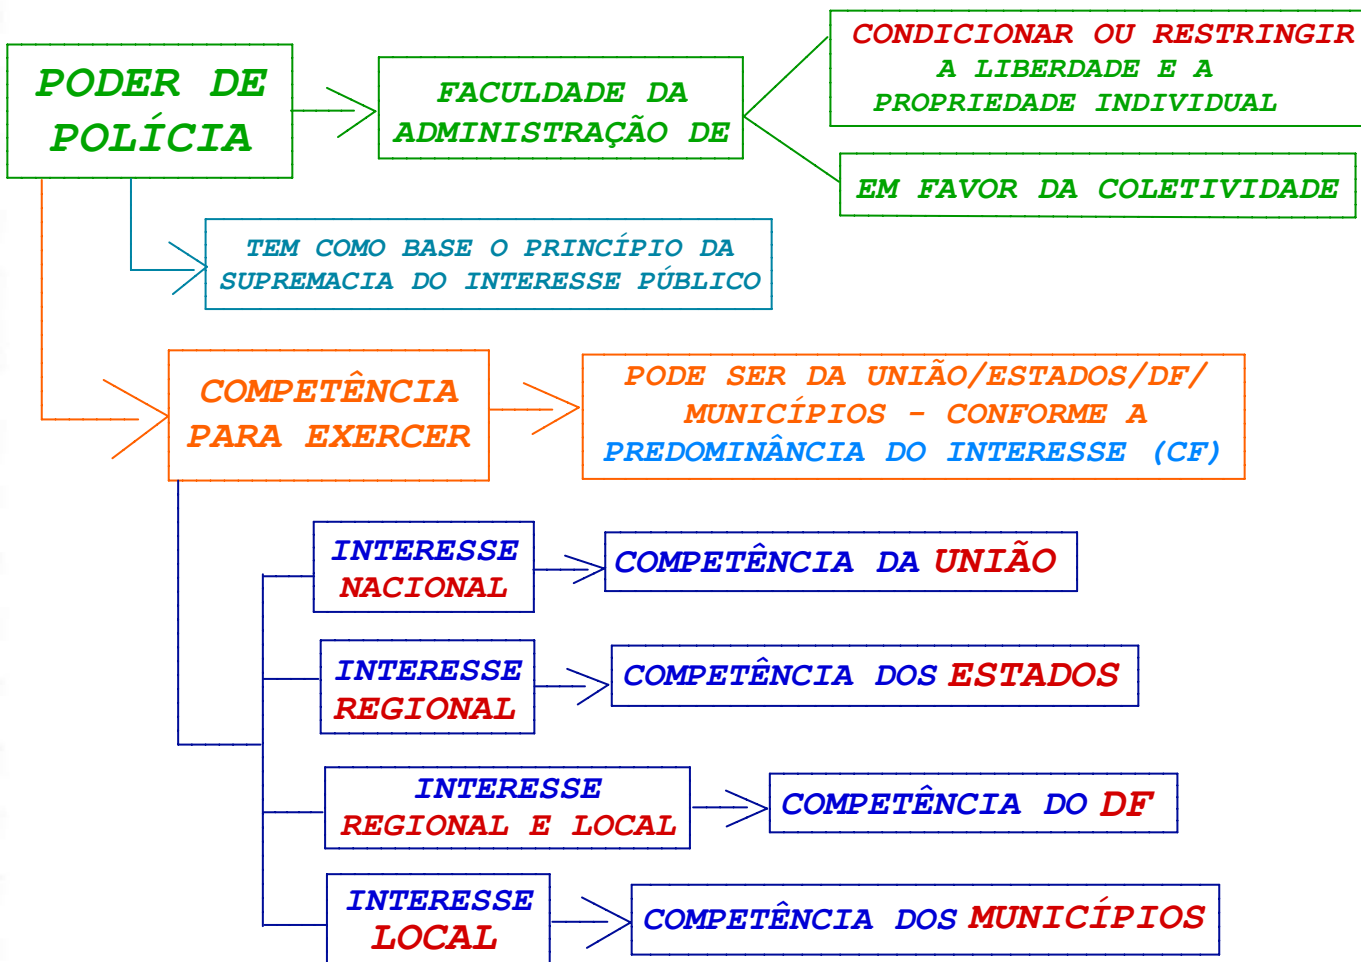 PODER DE
POLÍCIA
FACULDADE DA
ADMINISTRAÇÃO DE
CONDICIONAR OU RESTRINGIR
A LIBERDADE E A
PROPRIEDADE INDIVIDUAL
EM FAVOR DA COLETIVIDADE
TEM COMO BASE O PRINCÍPIO DA
SUPREMACIA DO INTERESSE PÚBLICO
COMPETÊNCIA
PARA EXERCER
PODE SER DA UNIÃO/ESTADOS/DF/
MUNICÍPIOS - CONFORME A
PREDOMINÂNCIA DO INTERESSE (CF)
INTERESSE
NACIONAL
COMPETÊNCIA DA UNIÃO
INTERESSE
REGIONAL
COMPETÊNCIA DOS ESTADOS
INTERESSE
REGIONAL E LOCAL
COMPETÊNCIA DO DF
INTERESSE
LOCAL
COMPETÊNCIA DOS MUNICÍPIOS